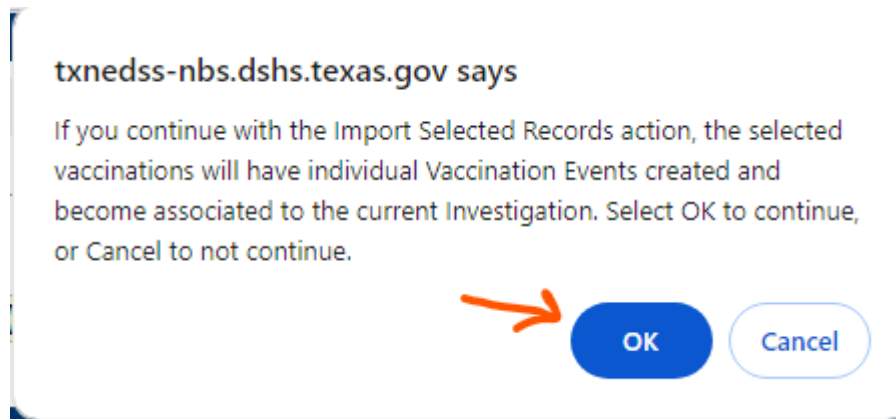 txnedss-nbs.dshs.texas.gov says
If you continue with the Import Selected Records action, the selected
vaccinations will have individual Vaccination Events created and
become associated to the current Investigation. Select OK to continue,
or Cancel to not continue.
OK
Cancel